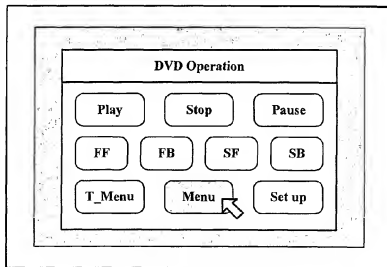 DVD Operation
Play Stop Pause
FF FB SF SB
T_Menu Menu Set up